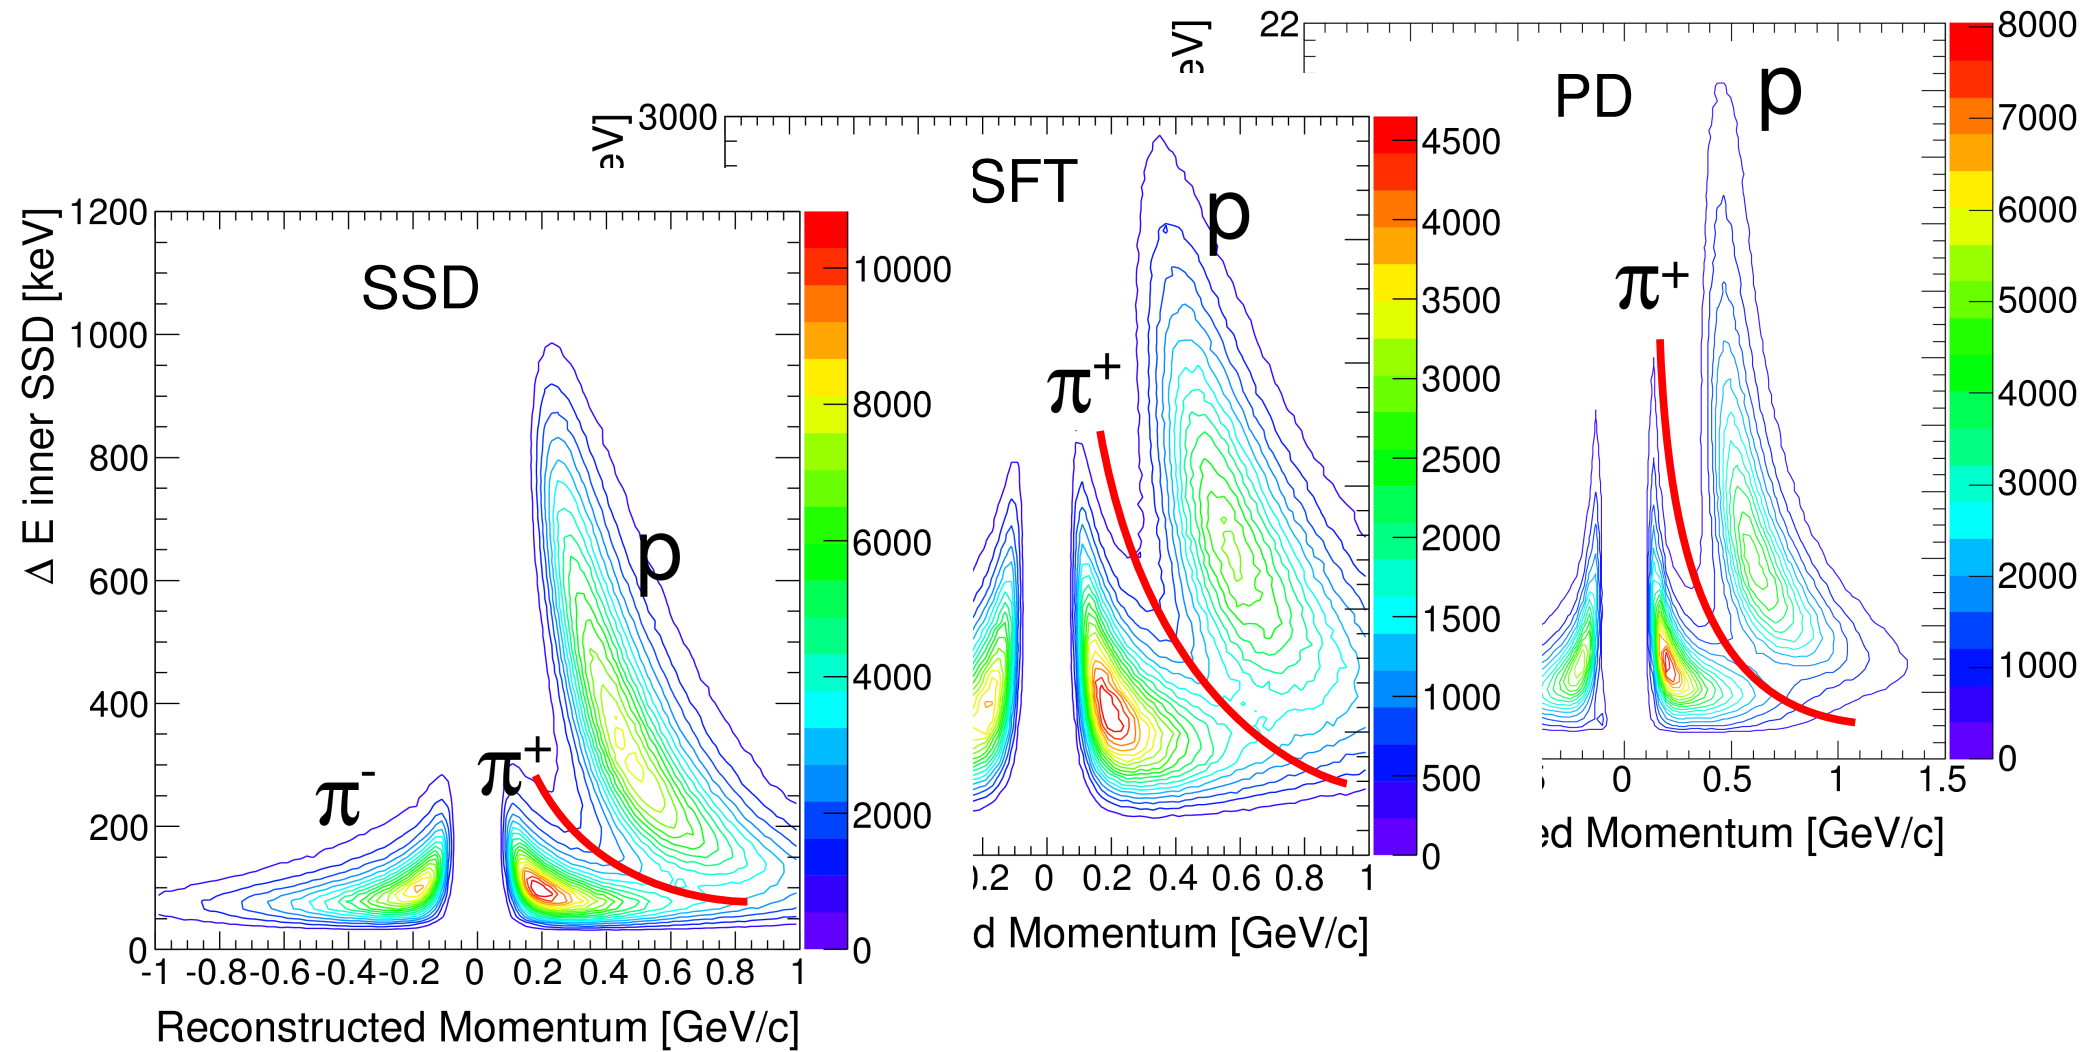 Δ E inner SSD [keV]
1200
1000
800
600
400
200
0
-1 -0.8 -0.6 -0.4 -0.2 0 0.2 0.4 0.6 0.8 1
Reconstructed Momentum [GeV/c]
SSD
p
π-
π+
10000
8000
6000
4000
2000
0
eV]
3000
SFT
p
π+
4500
4000
3500
3000
2500
2000
1500
1000
500
0
0.2 0 0.2 0.4 0.6 0.8 1
d Momentum [GeV/c]
eV]
22
PD
p
π+
8000
7000
6000
5000
4000
3000
2000
1000
0
0 0.5 1 1.5
ed Momentum [GeV/c]